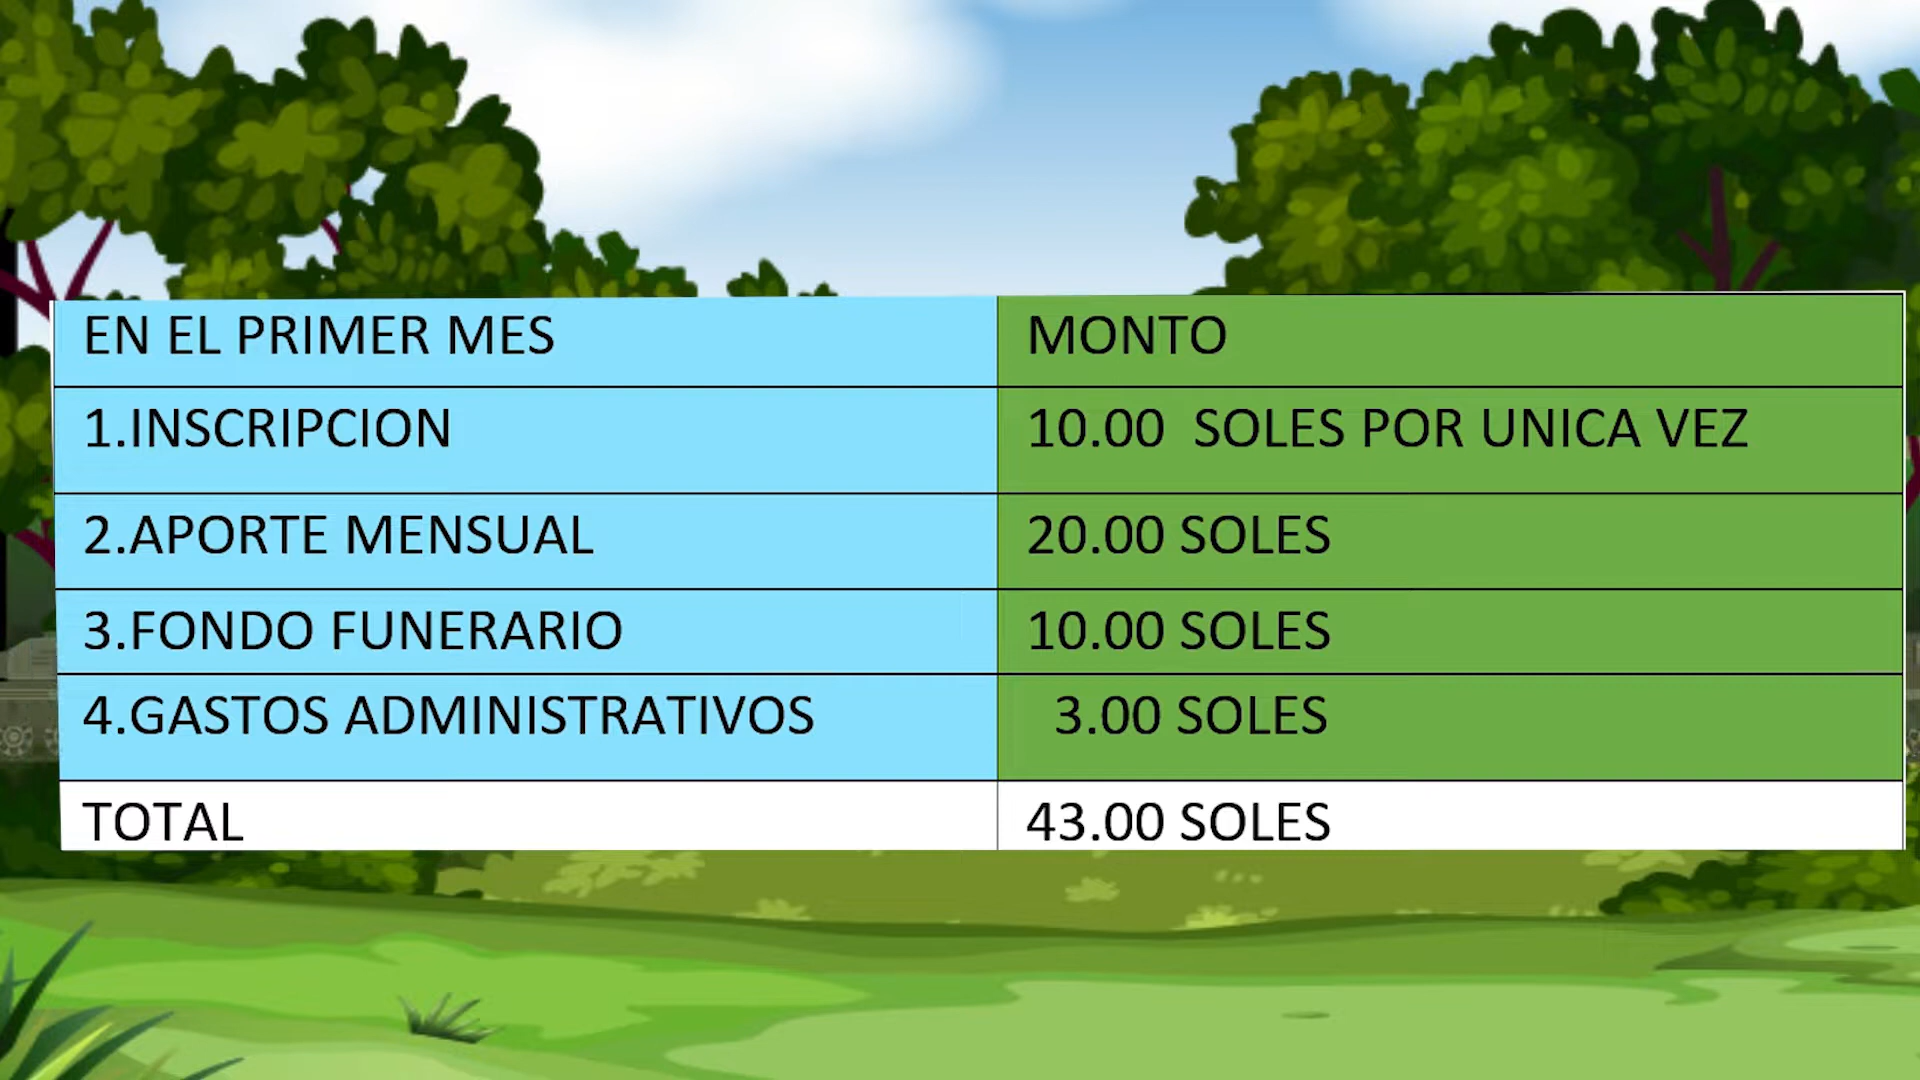 EN EL PRIMER MES MONTO
1.INSCRIPCION 10.00 SOLES POR UNICA VEZ
2.APORTE MENSUAL 20.00 SOLES
3.FONDO FUNERARIO 10.00 SOLES
4.GASTOS ADMINISTRATIVOS 3.00 SOLES
TOTAL 43.00 SOLES